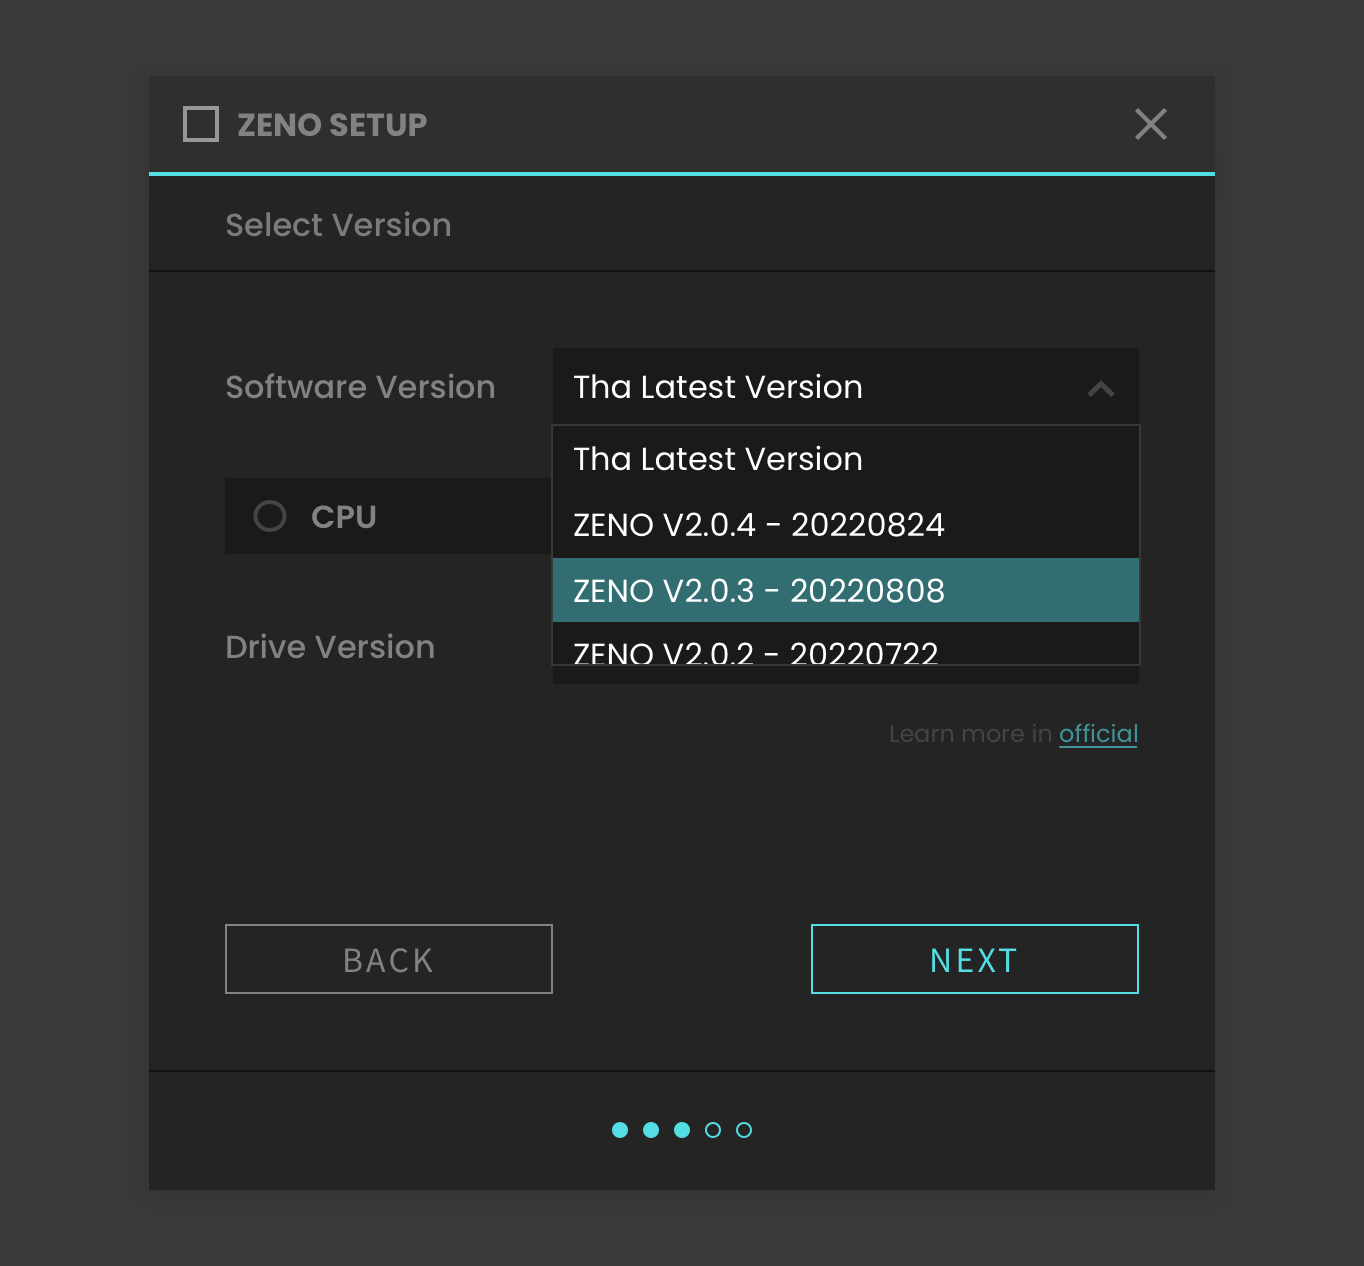 ZENO SETUP
Select Version
Software Version
Tha Latest Version
Tha Latest Version
ZENO V2.0.4 - 20220824
CPU
ZENO V2.0.3 - 20220808
Drive Version
ZENO V2.0.2 - 20220722
Learn more in official
BACK
NEXT